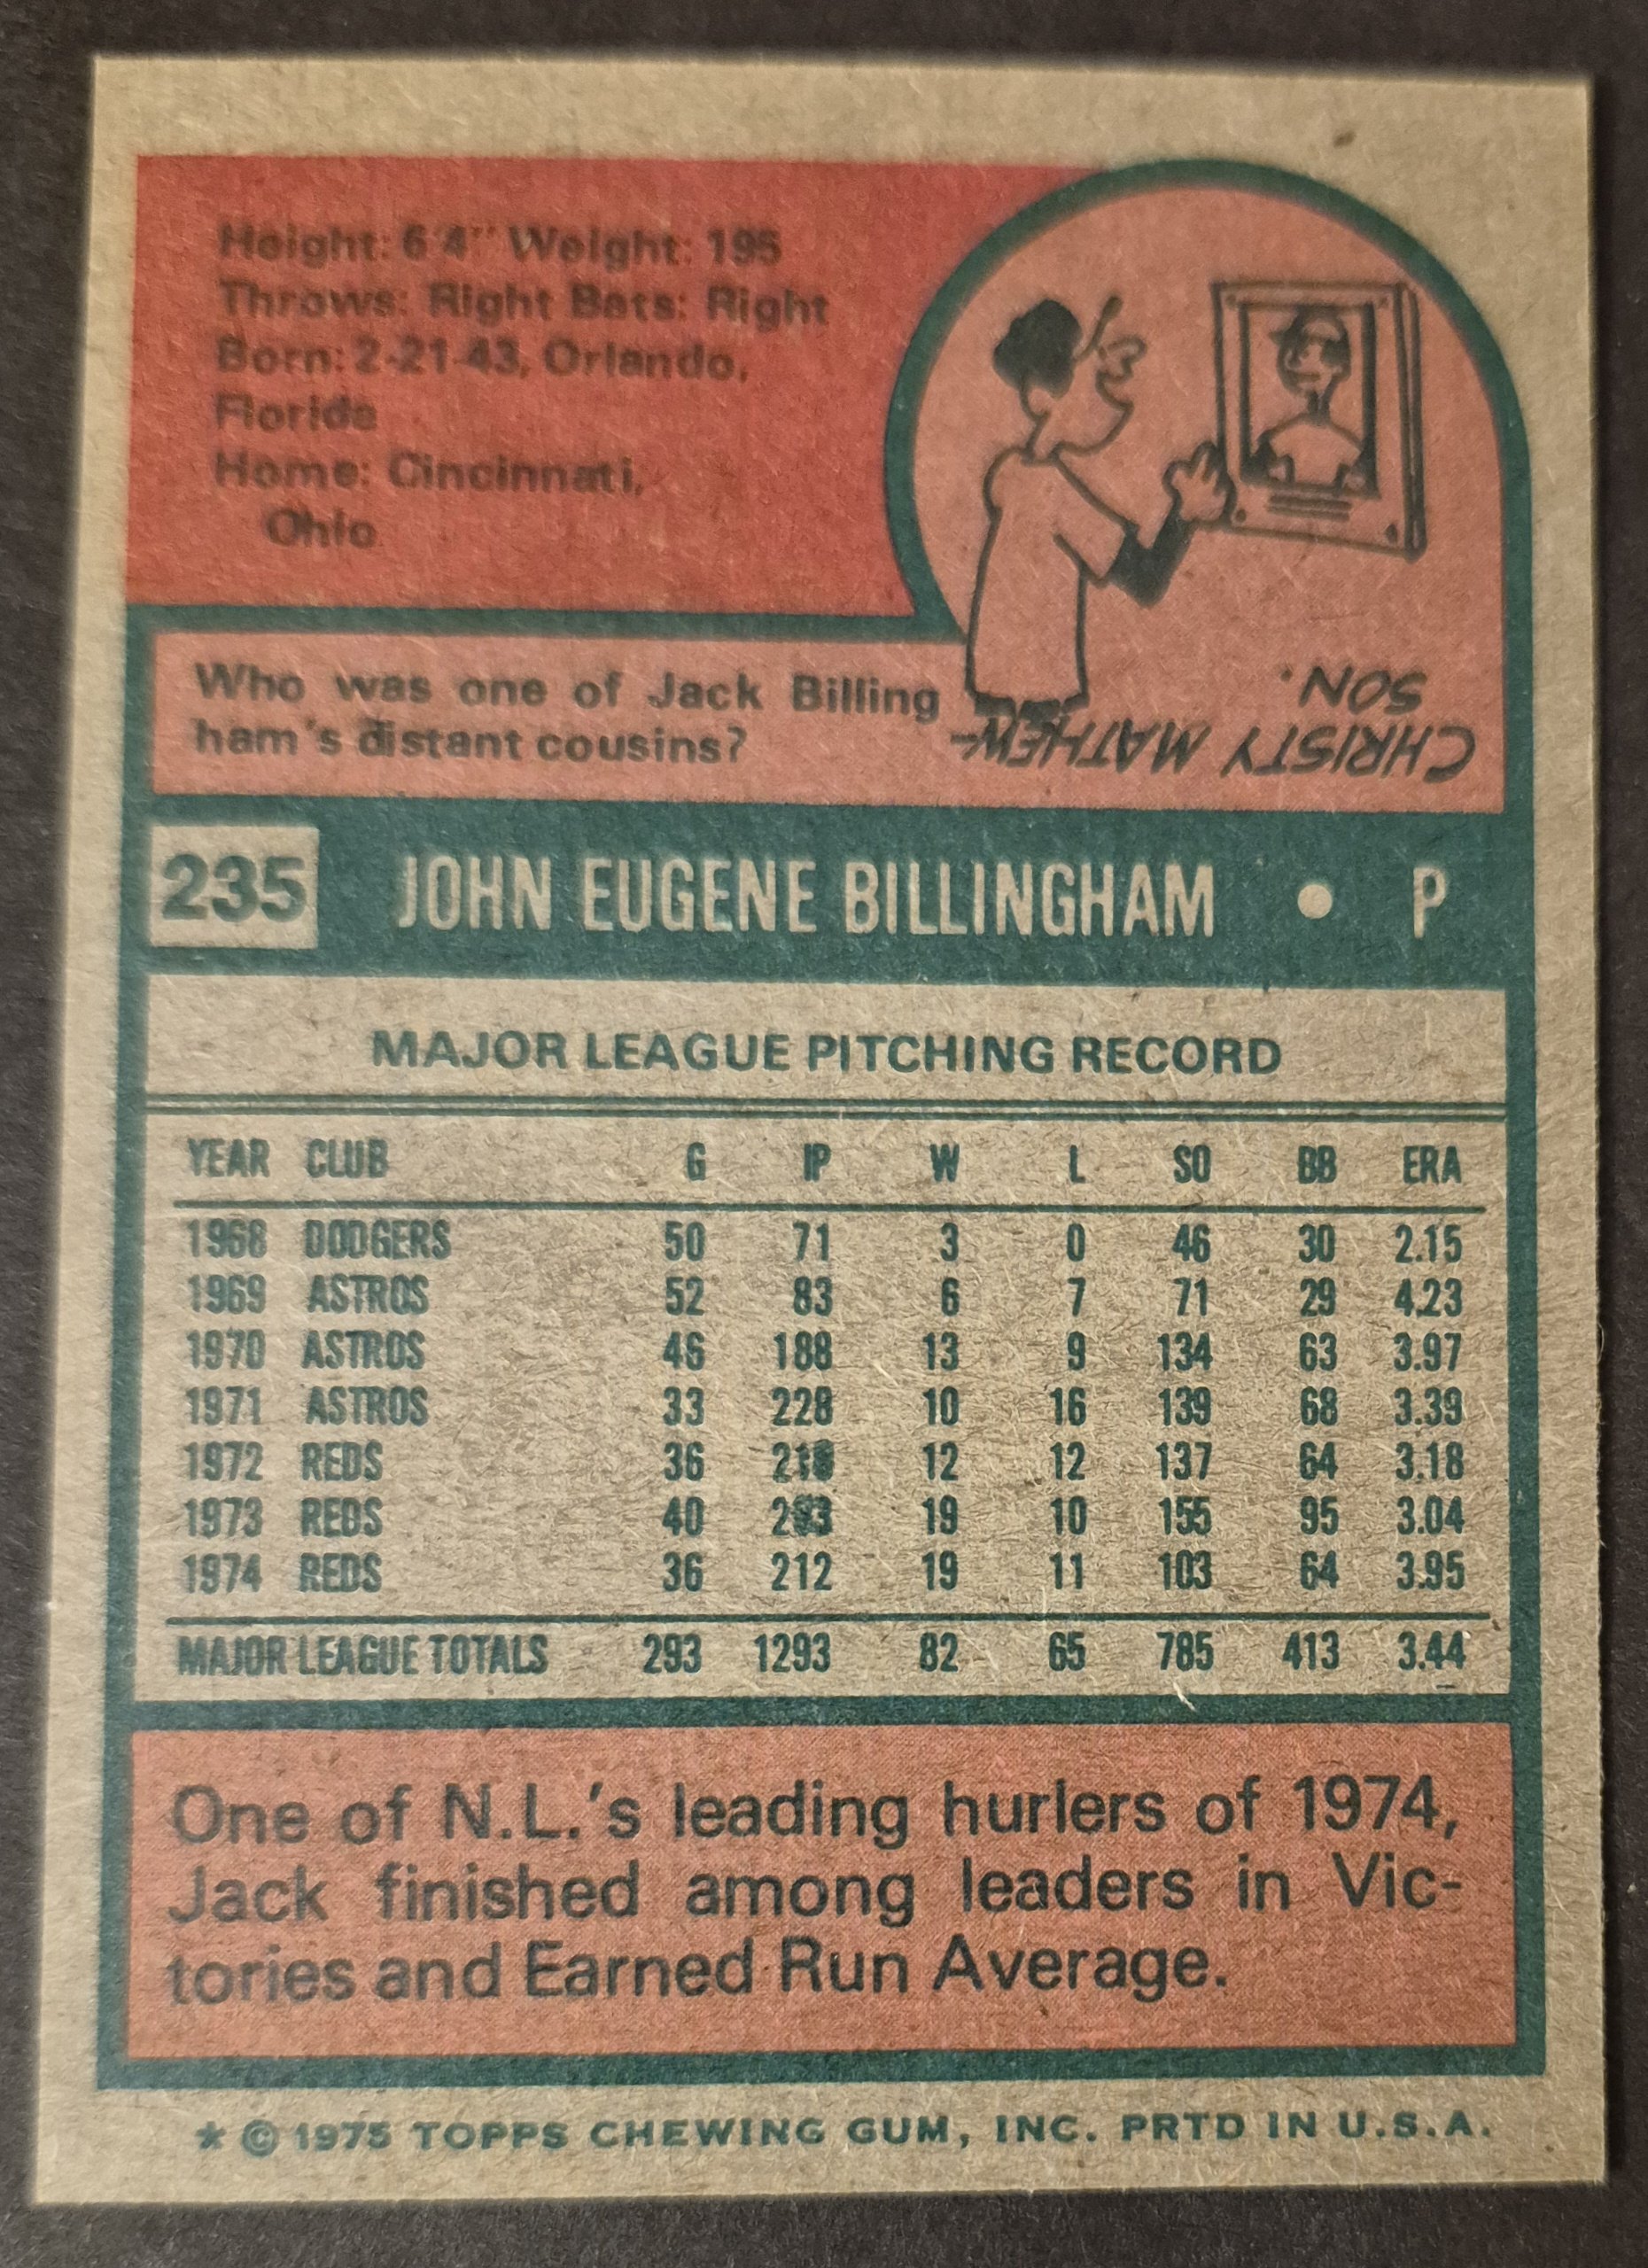 Height: 6'4" Weight: 195
Throws: Right Bats: Right
Born: 2-21-43, Orlando,
Florida
Home: Cincinnati,
Ohio
Who was one of Jack Billing
ham's distant cousins?
CHRISTY MATHEW-
SON.
235 JOHN EUGENE BILLINGHAM • P
MAJOR LEAGUE PITCHING RECORD
YEAR CLUB G IP W L SO BB ERA
1968 DODGERS 50 71 3 0 46 30 2.15
1969 ASTROS 52 83 6 7 71 29 4.23
1970 ASTROS 46 188 13 9 134 63 3.97
1971 ASTROS 33 228 10 16 139 68 3.39
1972 REDS 36 218 12 12 137 64 3.18
1973 REDS 40 293 19 10 155 95 3.04
1974 REDS 36 212 19 11 103 64 3.95
MAJOR LEAGUE TOTALS 293 1293 82 65 785 413 3.44
One of N.L.'s leading hurlers of 1974,
Jack finished among leaders in Vic-
tories and Earned Run Average.
* © 1975 TOPPS CHEWING GUM, INC. PRTD IN U.S.A.